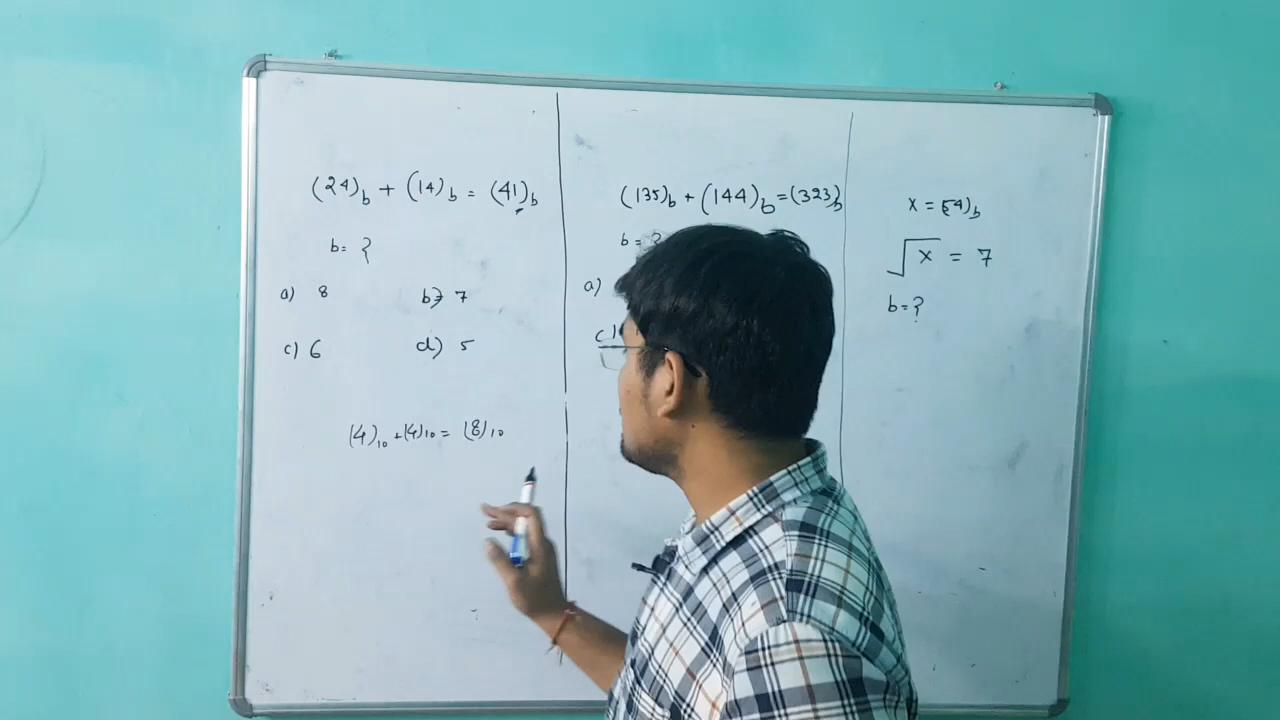 (24)b + (14)b = (41)b
b = ?
a) 8 b) 7
c) 6 d) 5
(4)10 + (4)10 = (8)10
(135)b + (144)b = (323)b
b = ?
a)
c)
x = (54)b
√x = 7
b = ?